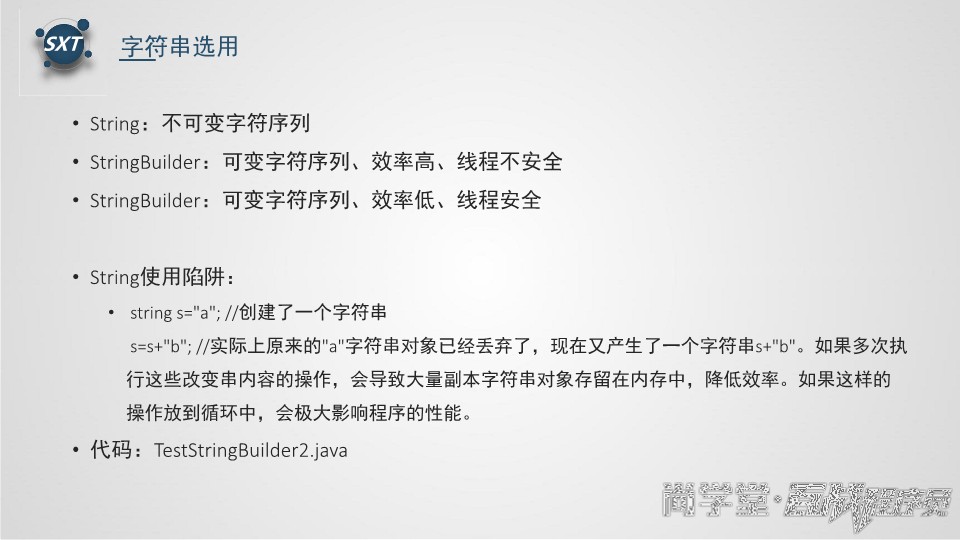 SXT
字符串选用
• String：不可变字符序列
• StringBuilder：可变字符序列、效率高、线程不安全
• StringBuilder：可变字符序列、效率低、线程安全
• String使用陷阱：
• string s="a"; //创建了一个字符串
s=s+"b"; //实际上原来的"a"字符串对象已经丢弃了，现在又产生了一个字符串s+"b"。如果多次执
行这些改变串内容的操作，会导致大量副本字符串对象存留在内存中，降低效率。如果这样的
操作放到循环中，会极大影响程序的性能。
• 代码：TestStringBuilder2.java
尚学堂·百战程序员